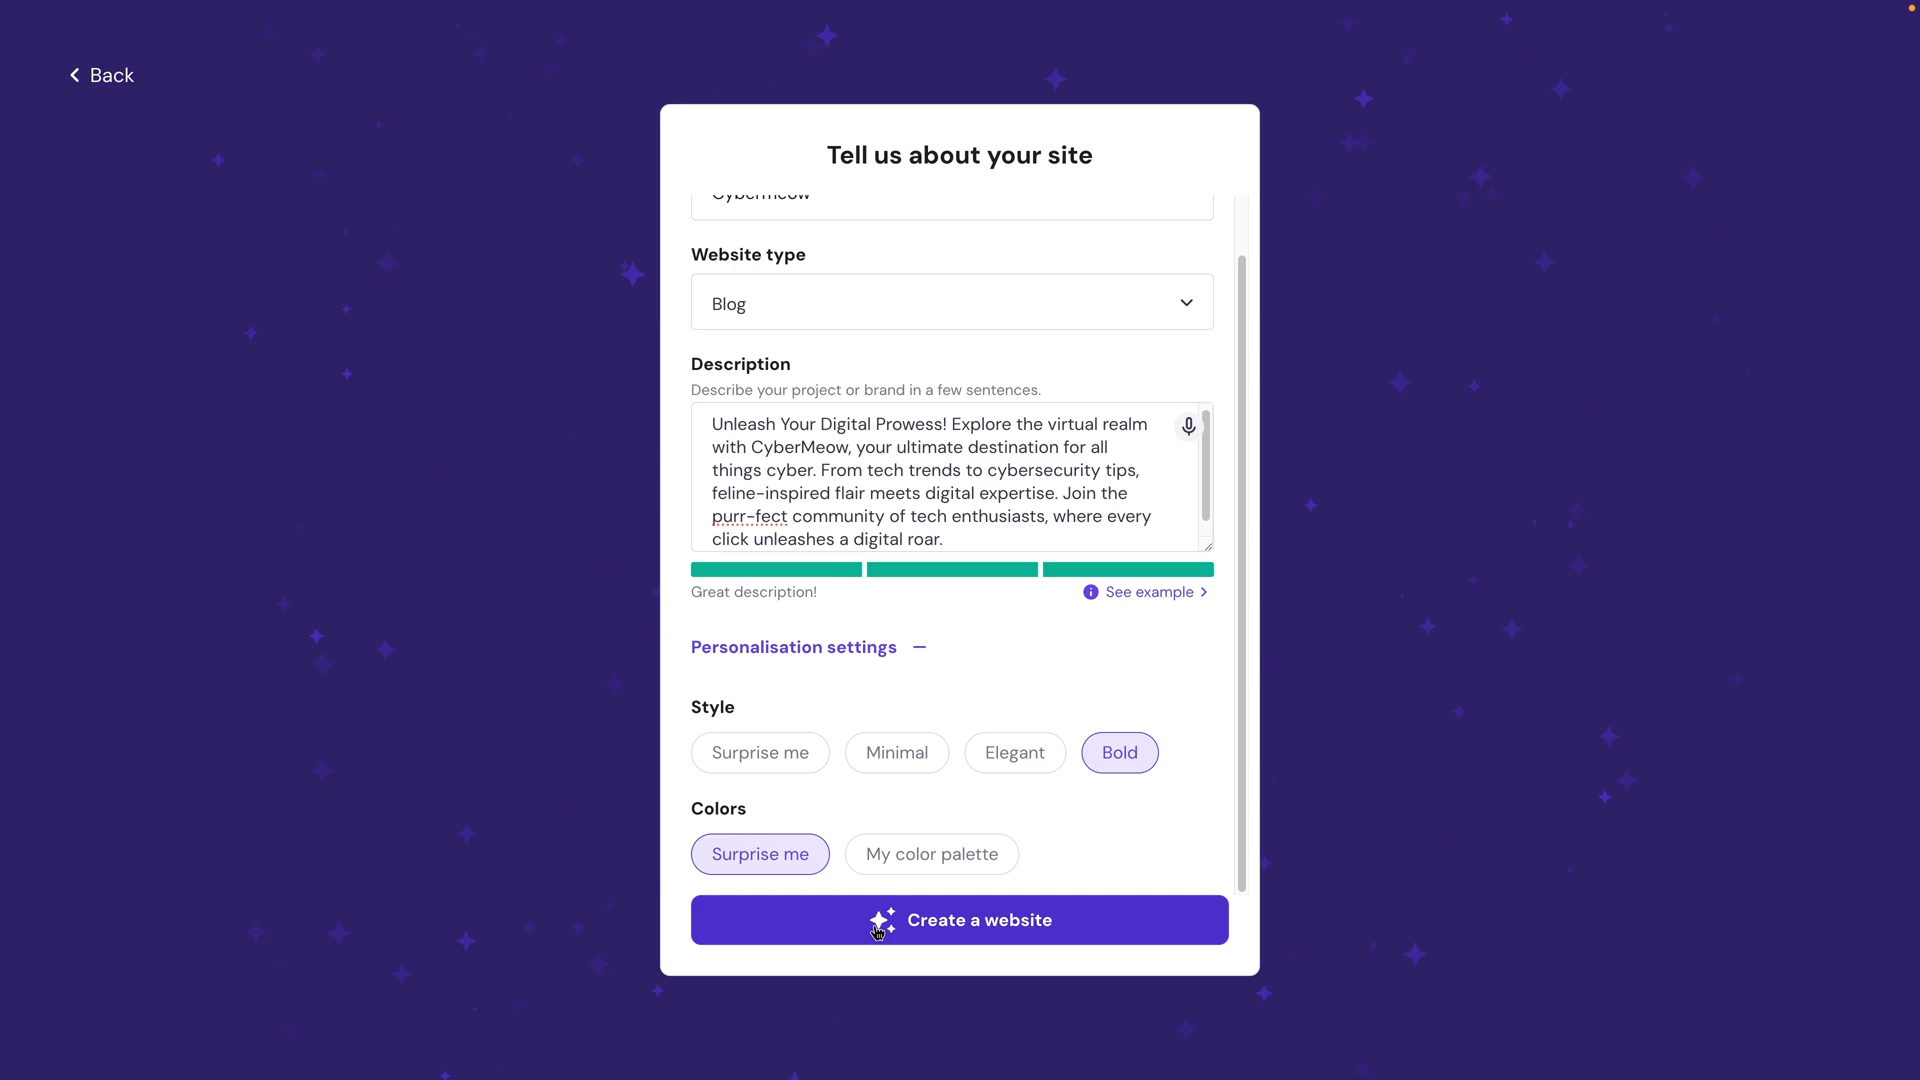 Back
Tell us about your site
Cybermeow
Website type
Blog
Description
Describe your project or brand in a few sentences.
Unleash Your Digital Prowess! Explore the virtual realm
with CyberMeow, your ultimate destination for all
things cyber. From tech trends to cybersecurity tips,
feline-inspired flair meets digital expertise. Join the
purr-fect community of tech enthusiasts, where every
click unleashes a digital roar.
Great description!
See example
Personalisation settings
Style
Surprise me
Minimal
Elegant
Bold
Colors
Surprise me
My color palette
Create a website